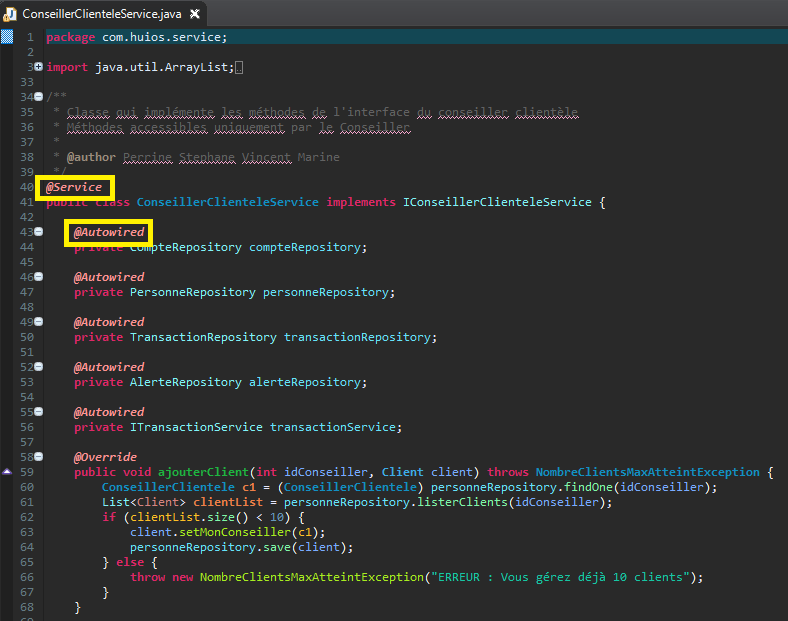 ConseillerClienteleService.java
1 package com.huios.service;
2
3 import java.util.ArrayList;
33
34 /**
35 * Classe qui implémente les méthodes de l'interface du conseiller clientèle
36 * Méthodes accessibles uniquement par le Conseiller
37 *
38 * @author Perrine Stephane Vincent Marine
39 */
40 @Service
41 public class ConseillerClienteleService implements IConseillerClienteleService {
42
43 @Autowired
44 private CompteRepository compteRepository;
45
46 @Autowired
47 private PersonneRepository personneRepository;
48
49 @Autowired
50 private TransactionRepository transactionRepository;
51
52 @Autowired
53 private AlerteRepository alerteRepository;
54
55 @Autowired
56 private ITransactionService transactionService;
57
58 @Override
59 public void ajouterClient(int idConseiller, Client client) throws NombreClientsMaxAtteintException {
60 ConseillerClientele c1 = (ConseillerClientele) personneRepository.findOne(idConseiller);
61 List<Client> clientList = personneRepository.listerClients(idConseiller);
62 if (clientList.size() < 10) {
63 client.setMonConseiller(c1);
64 personneRepository.save(client);
65 } else {
66 throw new NombreClientsMaxAtteintException("ERREUR : Vous gérez déjà 10 clients");
67 }
68 }